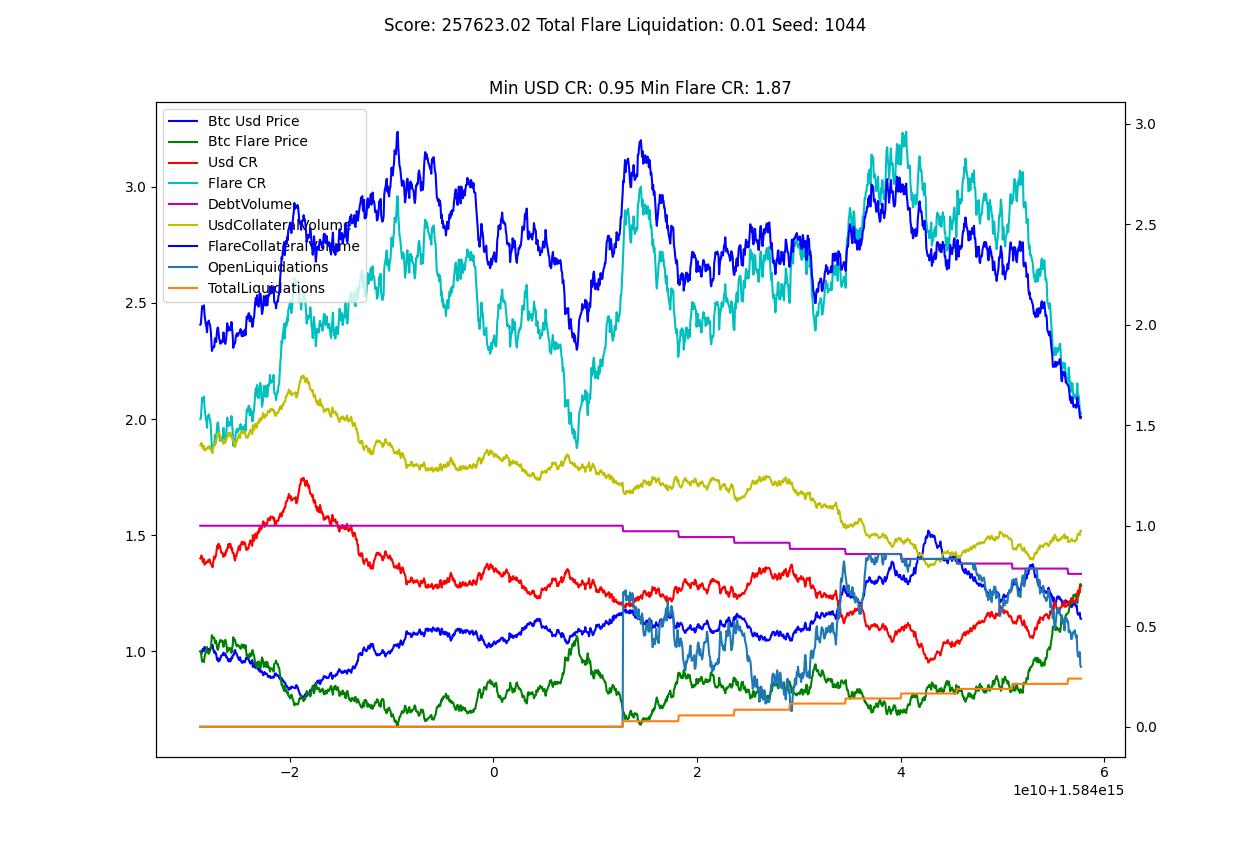 Score: 257623.02 Total Flare Liquidation: 0.01 Seed: 1044
Min USD CR: 0.95 Min Flare CR: 1.87
Btc Usd Price
Btc Flare Price
Usd CR
Flare CR
DebtVolume
UsdCollateralVolume
FlareCollateralVolume
OpenLiquidations
TotalLiquidations
3.0
2.5
2.0
1.5
1.0
3.0
2.5
2.0
1.5
1.0
0.5
0.0
−2 0 2 4 6
1e10+1.584e15